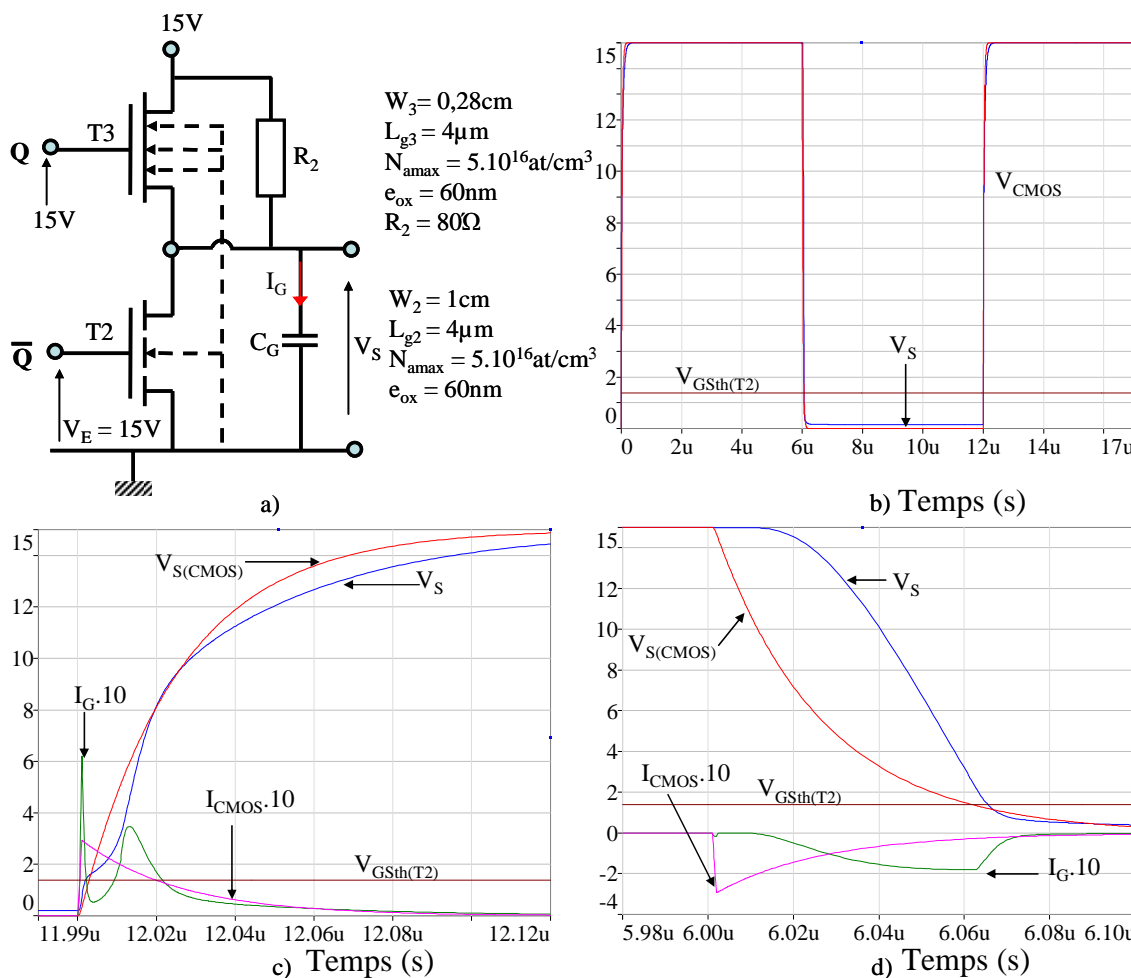 15V
T3
Q
15V
R2
W3= 0,28cm
Lg3 = 4µm
Namax = 5.10^16at/cm^3
eox = 60nm
R2 = 80Ω
IG
CG
VS
T2
Q̅
VE = 15V
W2 = 1cm
Lg2 = 4µm
Namax = 5.10^16at/cm^3
eox = 60nm
a)
15
12
10
8
6
4
2
0
VCMOS
VS
VGSth(T2)
0 2u 4u 6u 8u 10u 12u 14u 17u
b) Temps (s)
15
12
10
8
6
4
2
0
VS(CMOS)
VS
IG.10
ICMOS.10
VGSth(T2)
11.99u 12.02u 12.04u 12.06u 12.08u 12.12u
c) Temps (s)
15
12
10
8
6
4
2
0
-2
-4
VS
VS(CMOS)
ICMOS.10
VGSth(T2)
IG.10
5.98u 6.00u 6.02u 6.04u 6.06u 6.08u 6.10u
d) Temps (s)